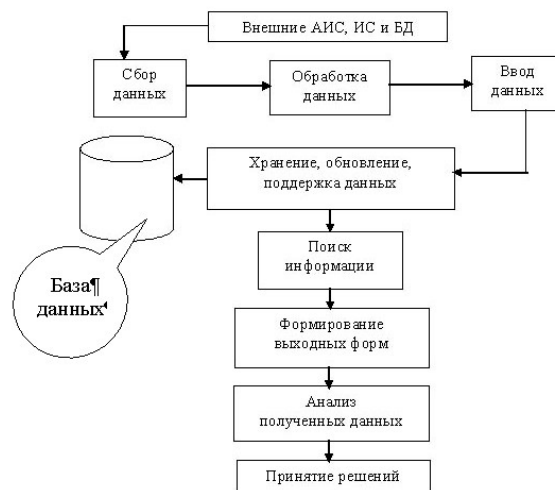 Внешние АИС, ИС и БД
Сбор
данных
Обработка
данных
Ввод
данных
Хранение, обновление,
поддержка данных
База¶
данных
Поиск
информации
Формирование
выходных форм
Анализ
полученных данных
Принятие решений